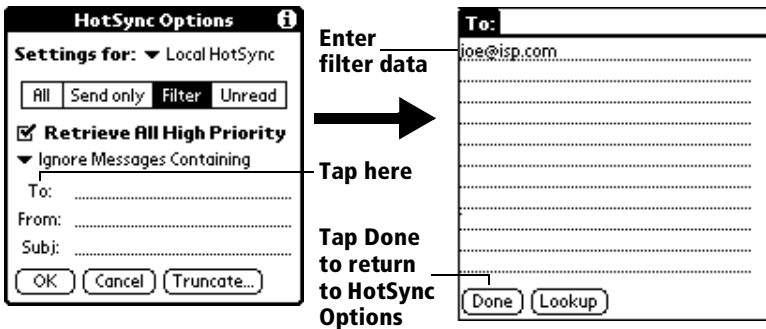 HotSync Options i
Settings for: Local HotSync
All Send only Filter Unread
Retrieve All High Priority
Ignore Messages Containing
To:
From:
Subj:
OK Cancel Truncate...
Enter
filter data
Tap here
Tap Done
to return
to HotSync
Options
To:
joe@isp.com
Done Lookup